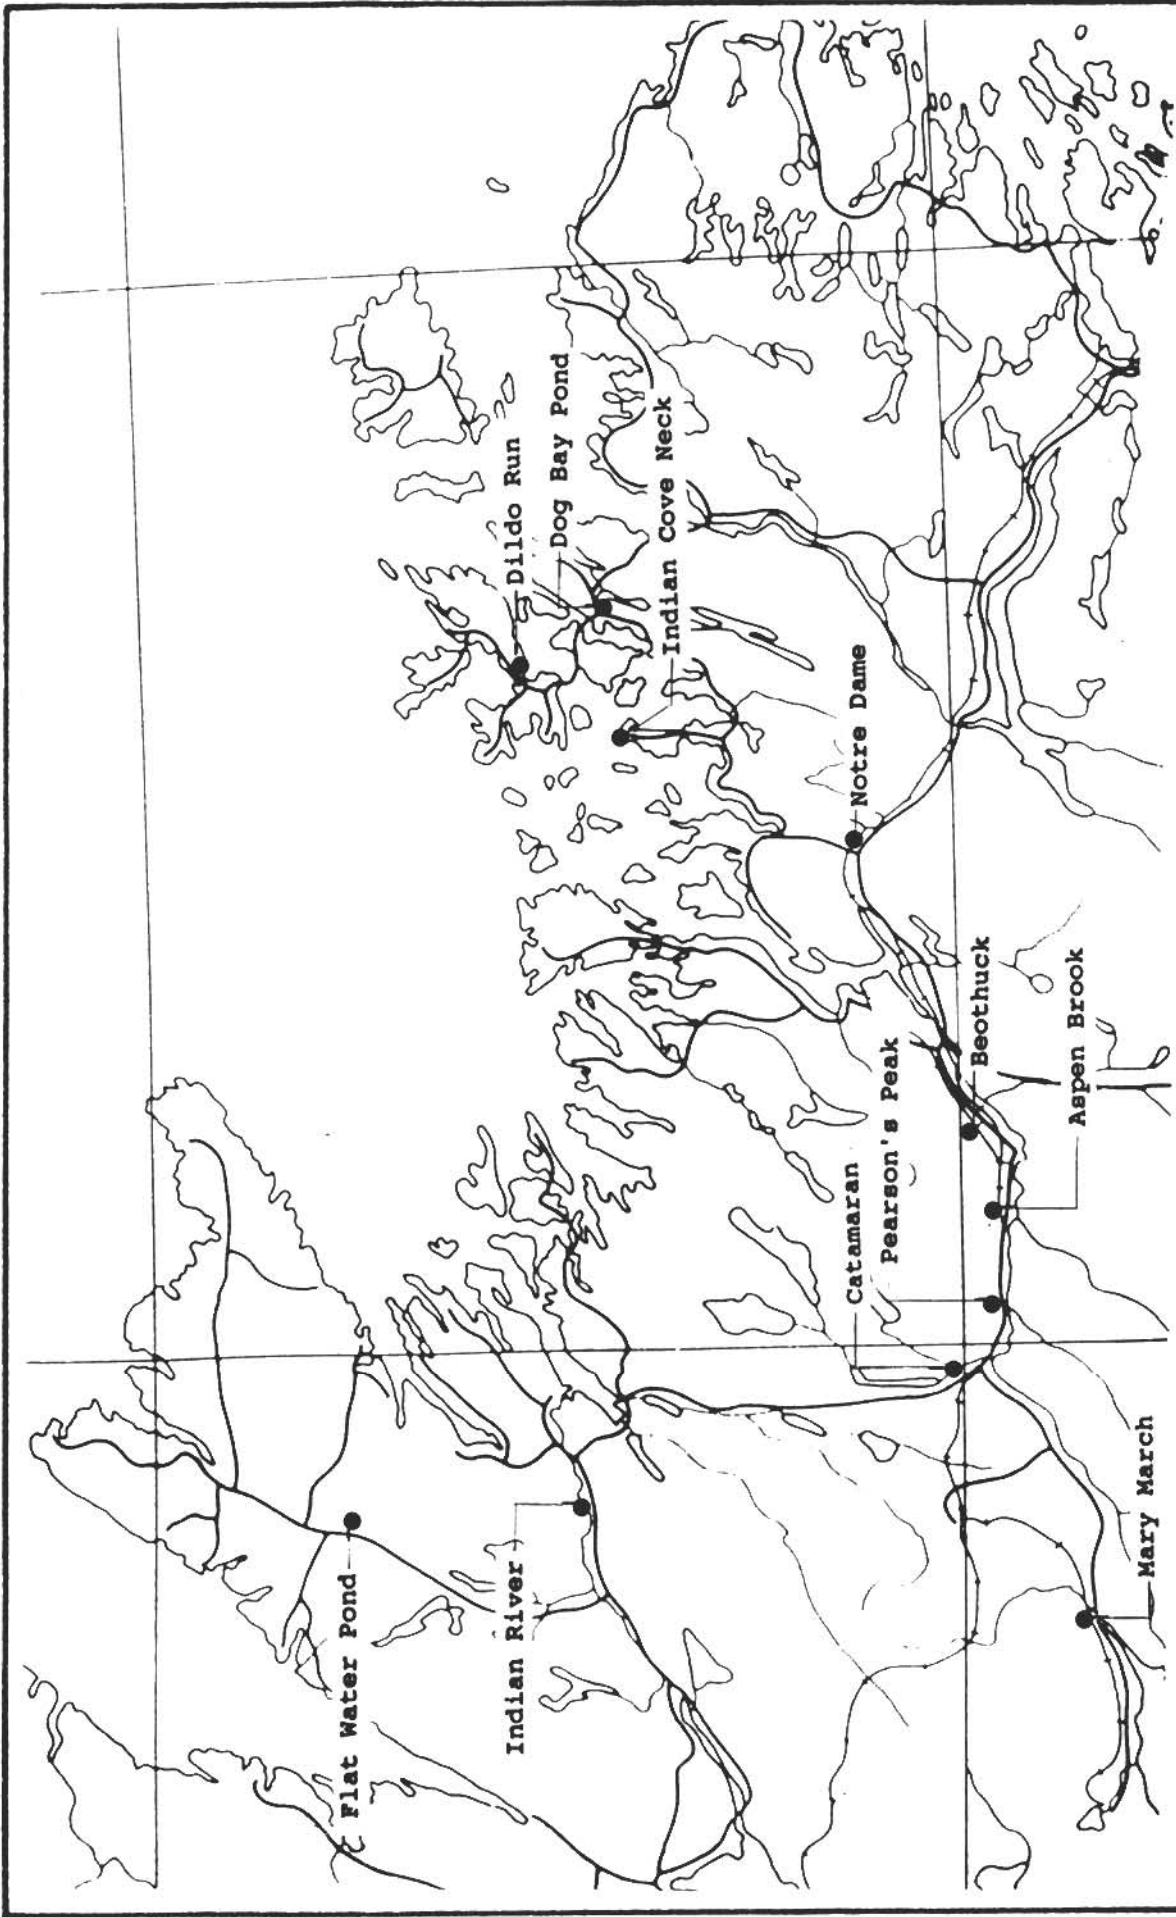 Flat Water Pond
Indian River
Dildo Run
Dog Bay Pond
Indian Cove Neck
Notre Dame
Catamaran
Pearson's Peak
Beothuck
Aspen Brook
Mary March